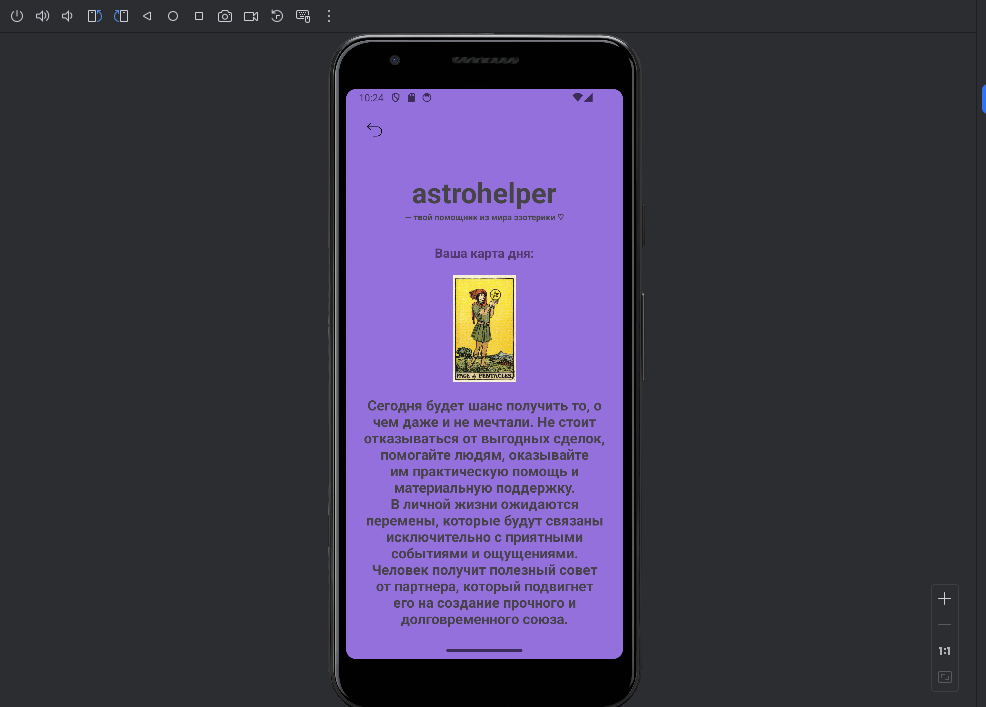 10:24
astrohelper
— твой помощник из мира эзотерики ♡
Ваша карта дня:
PAGE of PENTACLES
Сегодня будет шанс получить то, о
чем даже и не мечтали. Не стоит
отказываться от выгодных сделок,
помогайте людям, оказывайте
им практическую помощь и
материальную поддержку.
В личной жизни ожидаются
перемены, которые будут связаны
исключительно с приятными
событиями и ощущениями.
Человек получит полезный совет
от партнера, который подвигнет
его на создание прочного и
долговременного союза.
1:1